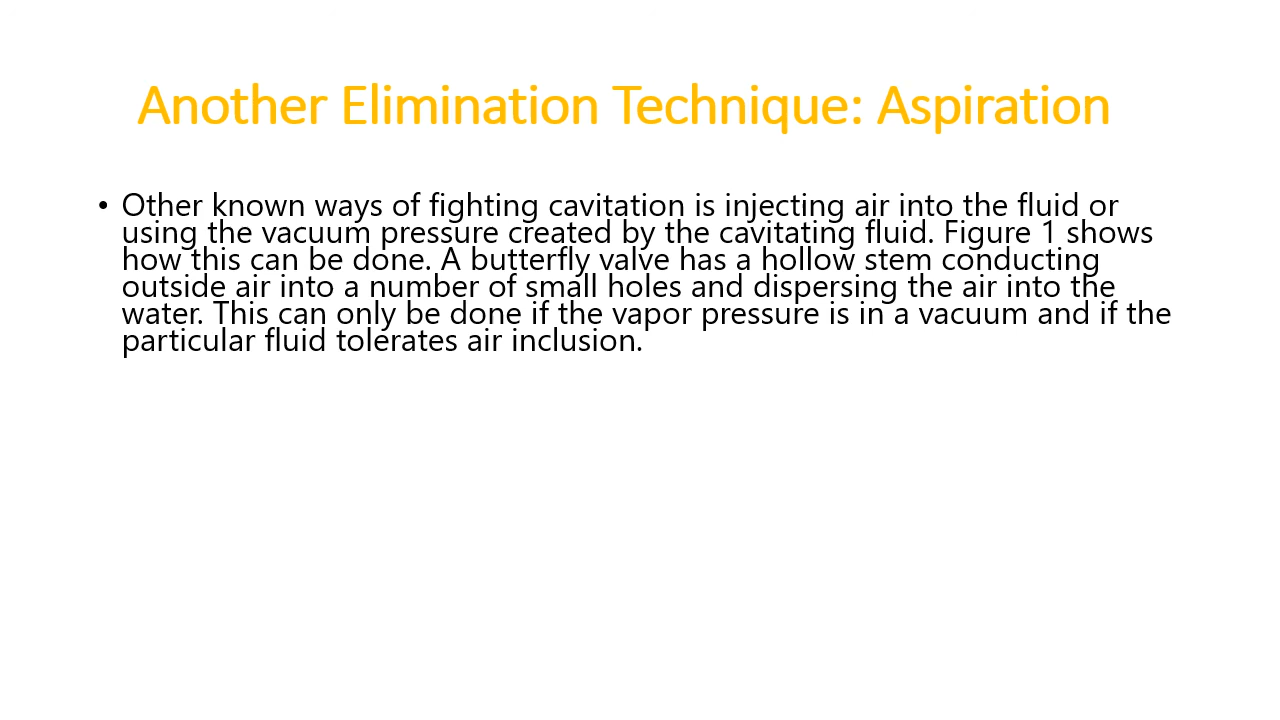 Another Elimination Technique: Aspiration
• Other known ways of fighting cavitation is injecting air into the fluid or
using the vacuum pressure created by the cavitating fluid. Figure 1 shows
how this can be done. A butterfly valve has a hollow stem conducting
outside air into a number of small holes and dispersing the air into the
water. This can only be done if the vapor pressure is in a vacuum and if the
particular fluid tolerates air inclusion.